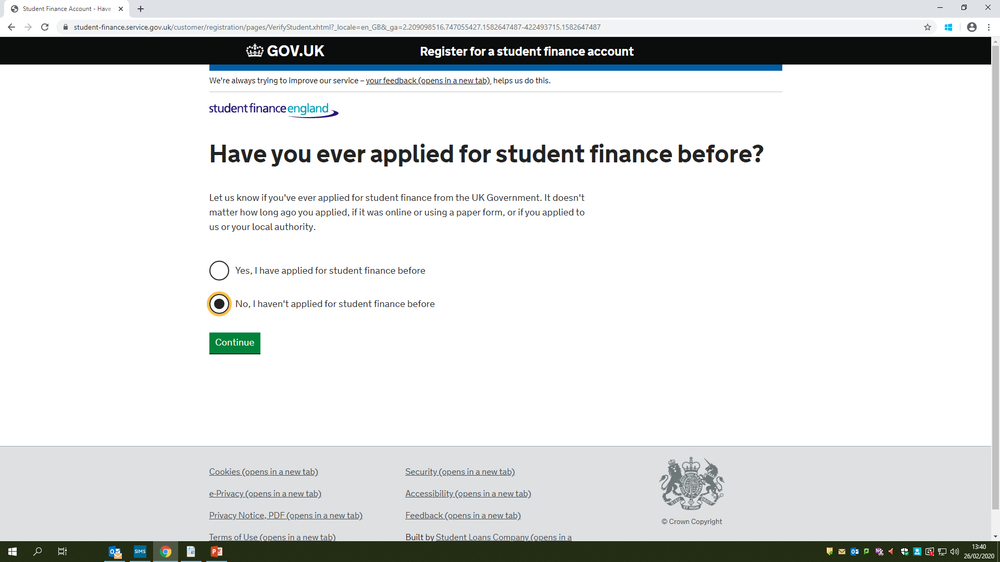 Student Finance Account - Have
student-finance.service.gov.uk/customer/registration/pages/VerifyStudent.xhtml?_locale=en_GB&_ga=2.209098516.747055427.1582647487-422493715.1582647487
GOV.UK
Register for a student finance account
We're always trying to improve our service – your feedback (opens in a new tab) helps us do this.
studentfinanceengland
Have you ever applied for student finance before?
Let us know if you've ever applied for student finance from the UK Government. It doesn't
matter how long ago you applied, if it was online or using a paper form, or if you applied to
us or your local authority.
Yes, I have applied for student finance before
No, I haven't applied for student finance before
Continue
Cookies (opens in a new tab)
Security (opens in a new tab)
e-Privacy (opens in a new tab)
Accessibility (opens in a new tab)
Privacy Notice, PDF (opens in a new tab)
Feedback (opens in a new tab)
© Crown Copyright
Terms of Use (opens in a new tab)
Built by Student Loans Company (opens in a
SIMS
13:40
26/02/2020